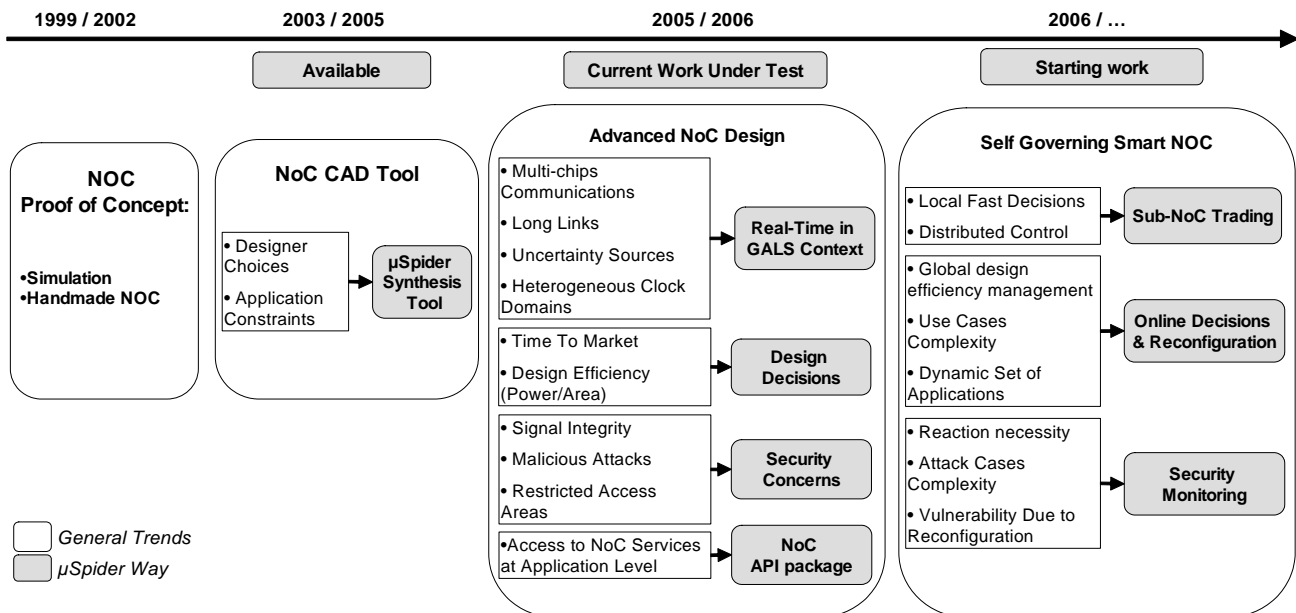 1999 / 2002
2003 / 2005
2005 / 2006
2006 / …
Available
Current Work Under Test
Starting work
NOC
Proof of Concept:
•Simulation
•Handmade NOC
NoC CAD Tool
• Designer
Choices
• Application
Constraints
µSpider
Synthesis
Tool
Advanced NoC Design
• Multi-chips
Communications
• Long Links
• Uncertainty Sources
• Heterogeneous Clock
Domains
Real-Time in
GALS Context
• Time To Market
• Design Efficiency
(Power/Area)
Design
Decisions
• Signal Integrity
• Malicious Attacks
• Restricted Access
Areas
Security
Concerns
•Access to NoC Services
at Application Level
NoC
API package
Self Governing Smart NOC
• Local Fast Decisions
• Distributed Control
Sub-NoC Trading
• Global design
efficiency management
• Use Cases
Complexity
• Dynamic Set of
Applications
Online Decisions
& Reconfiguration
• Reaction necessity
• Attack Cases
Complexity
• Vulnerability Due to
Reconfiguration
Security
Monitoring
General Trends
µSpider Way